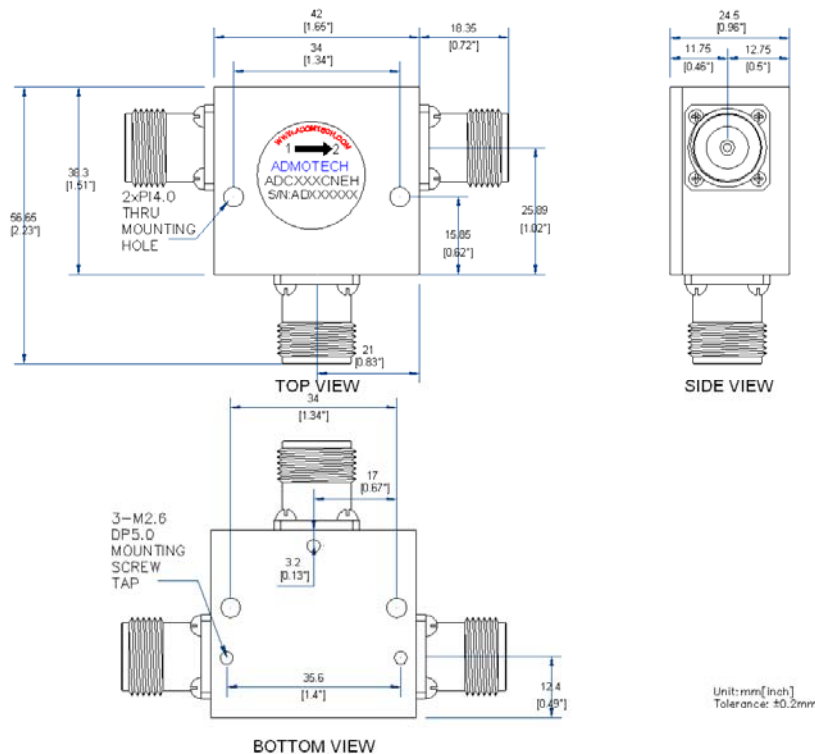 42
[1.65"]
18.35
[0.72"]
34
[1.34"]
24.5
[0.96"]
11.75
[0.46"]
12.75
[0.5"]
WWW.ADMOTECH.COM
1 2
ADMOTECH
ADCXXXCNEH
S/N:ADXXXXXX
56.65
[2.23"]
38.3
[1.51"]
2xPI4.0
THRU
MOUNTING
HOLE
15.85
[0.62"]
25.89
[1.02"]
21
[0.83"]
TOP VIEW
SIDE VIEW
34
[1.34"]
17
[0.67"]
3-M2.6
DP5.0
MOUNTING
SCREW
TAP
3.2
[0.13"]
35.6
[1.4"]
12.4
[0.49"]
Unit:mm[inch]
Tolerance: ±0.2mm
BOTTOM VIEW